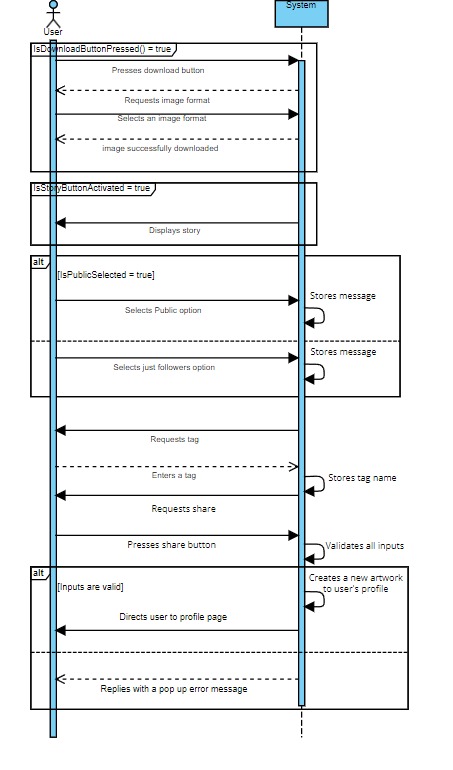 System
User
IsDownloadButtonPressed() = true
Presses download button
Requests image format
Selects an image format
image successfully downloaded
IsStoryButtonActivated = true
Displays story
alt
[IsPublicSelected = true]
Stores message
Selects Public option
Stores message
Selects just followers option
Requests tag
Enters a tag
Stores tag name
Requests share
Presses share button
Validates all inputs
alt
Creates a new artwork
to user's profile
[Inputs are valid]
Directs user to profile page
Replies with a pop up error message